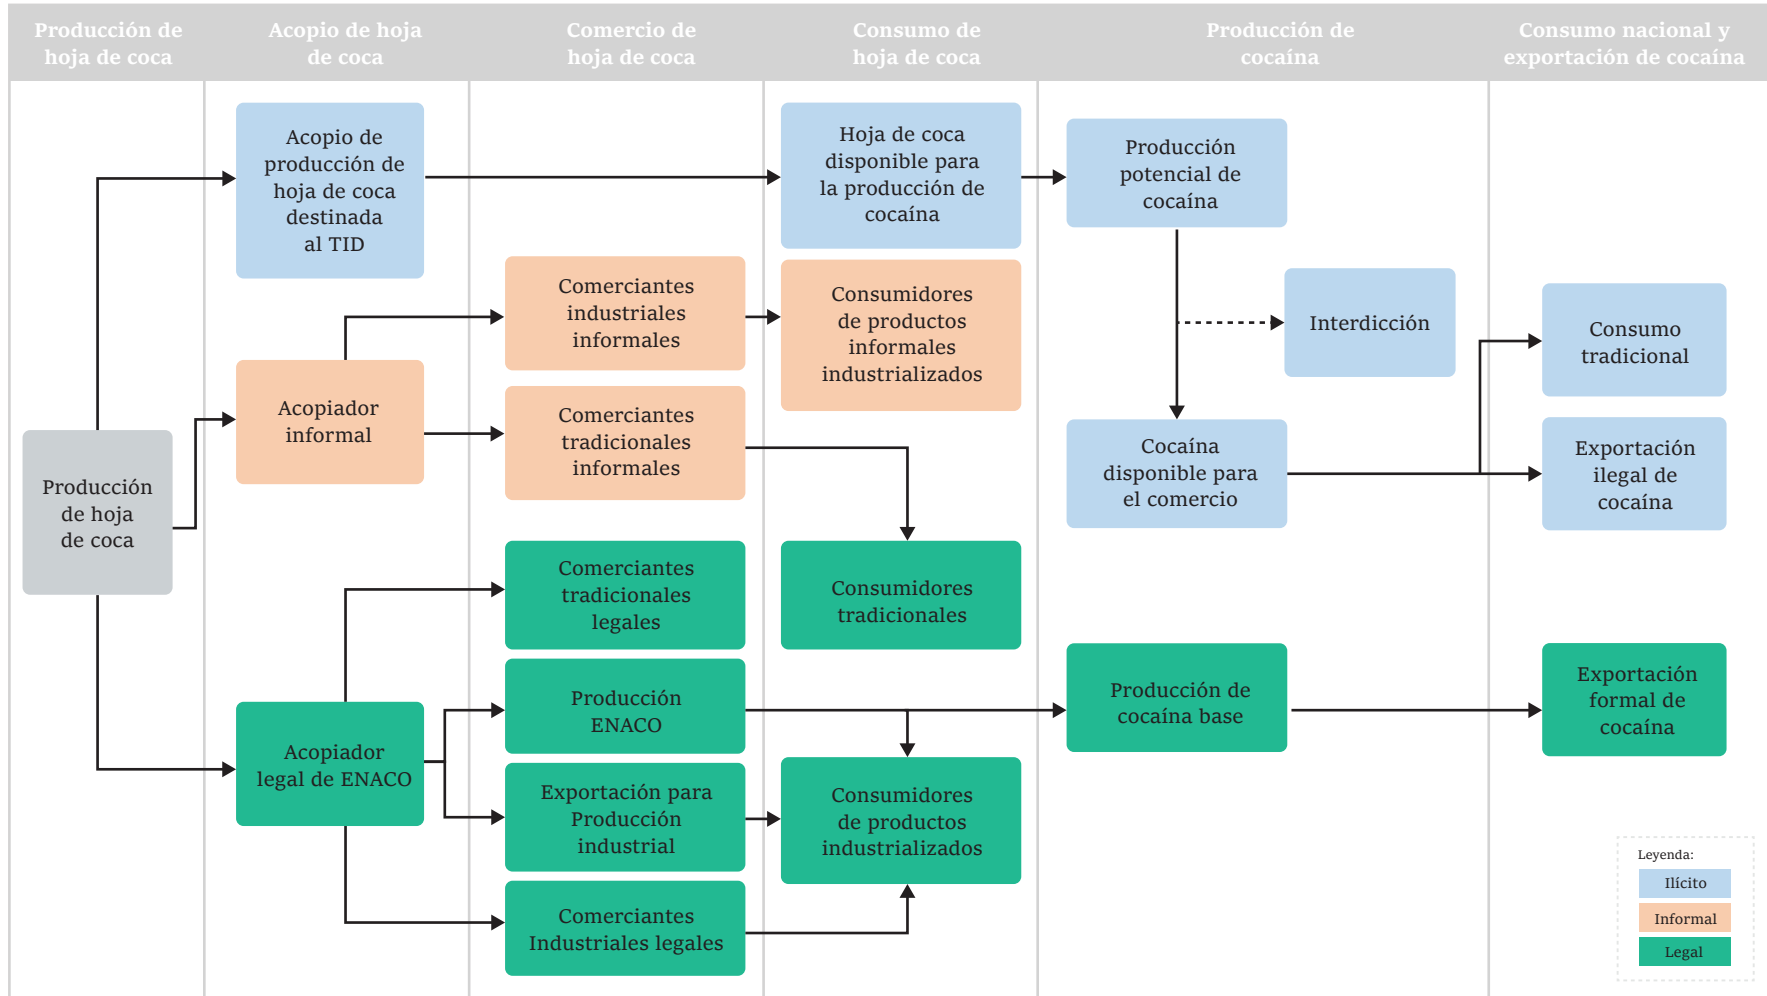 Producción de
hoja de coca
Acopio de hoja
de coca
Comercio de
hoja de coca
Consumo de
hoja de coca
Producción de
cocaína
Consumo nacional y
exportación de cocaína
Producción
de hoja
de coca
Acopio de
producción de
hoja de coca
destinada
al TID
Acopiador
informal
Acopiador
legal de ENACO
Comerciantes
industriales
informales
Comerciantes
tradicionales
informales
Comerciantes
tradicionales
legales
Producción
ENACO
Exportación para
Producción
industrial
Comerciantes
Industriales legales
Hoja de coca
disponible para
la producción de
cocaína
Consumidores
de productos
informales
industrializados
Consumidores
tradicionales
Consumidores
de productos
industrializados
Producción
potencial de
cocaína
Interdicción
Cocaína
disponible para
el comercio
Producción de
cocaína base
Consumo
tradicional
Exportación
ilegal de
cocaína
Exportación
formal de
cocaína
Leyenda:
Ilícito
Informal
Legal